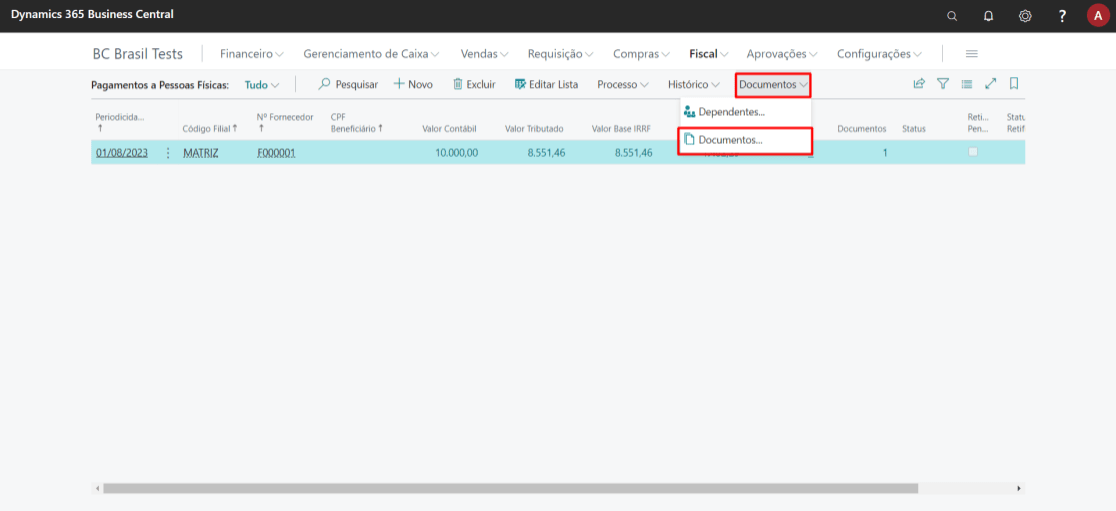 Dynamics 365 Business Central
?
A
BC Brasil Tests
Financeiro
Gerenciamento de Caixa
Vendas
Requisição
Compras
Fiscal
Aprovações
Configurações
Pagamentos a Pessoas Físicas:
Tudo
Pesquisar
Novo
Excluir
Editar Lista
Processo
Histórico
Documentos
Dependentes...
Documentos...
Periodicida...
↑
Código Filial ↑
Nº Fornecedor
↑
CPF
Beneficiário ↑
Valor Contábil
Valor Tributado
Valor Base IRRF
Documentos
Status
Reti...
Pen...
Statu
Retif
01/08/2023
MATRIZ
F000001
10.000,00
8.551,46
8.551,46
1